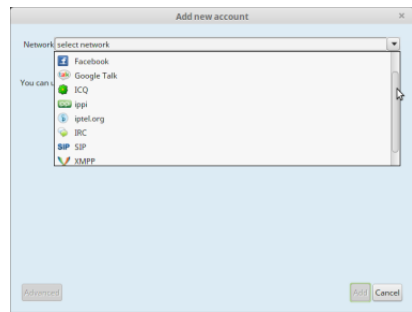 Add new account
Network select network
Facebook
talk Google Talk
You can u
ICQ
ippi
iptel.org
IRC
SIP SIP
XMPP
Advanced
Add Cancel